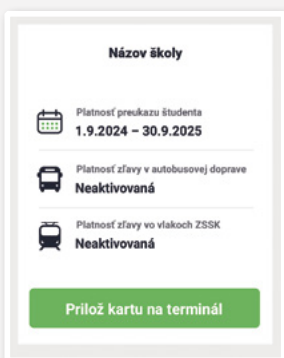 Názov školy
Platnosť preukazu študenta
1.9.2024 – 30.9.2025
Platnosť zľavy v autobusovej doprave
Neaktivovaná
Platnosť zľavy vo vlakoch ZSSK
Neaktivovaná
Prilož kartu na terminál